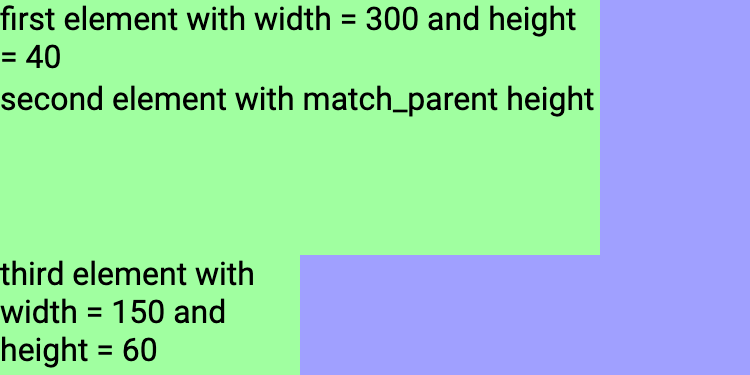 first element with width = 300 and height
= 40
second element with match_parent height
third element with
width = 150 and
height = 60